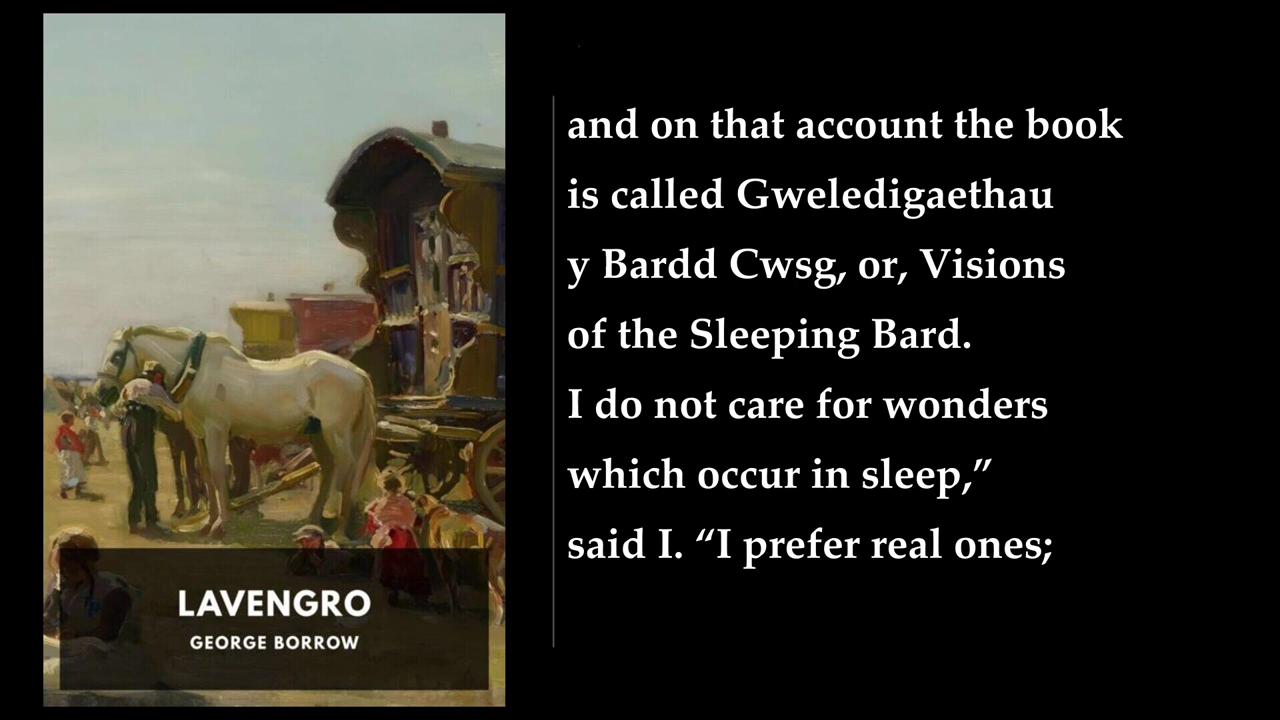 LAVENGRO
GEORGE BORROW
and on that account the book
is called Gweledigaethau
y Bardd Cwsg, or, Visions
of the Sleeping Bard.
I do not care for wonders
which occur in sleep,”
said I. “I prefer real ones;